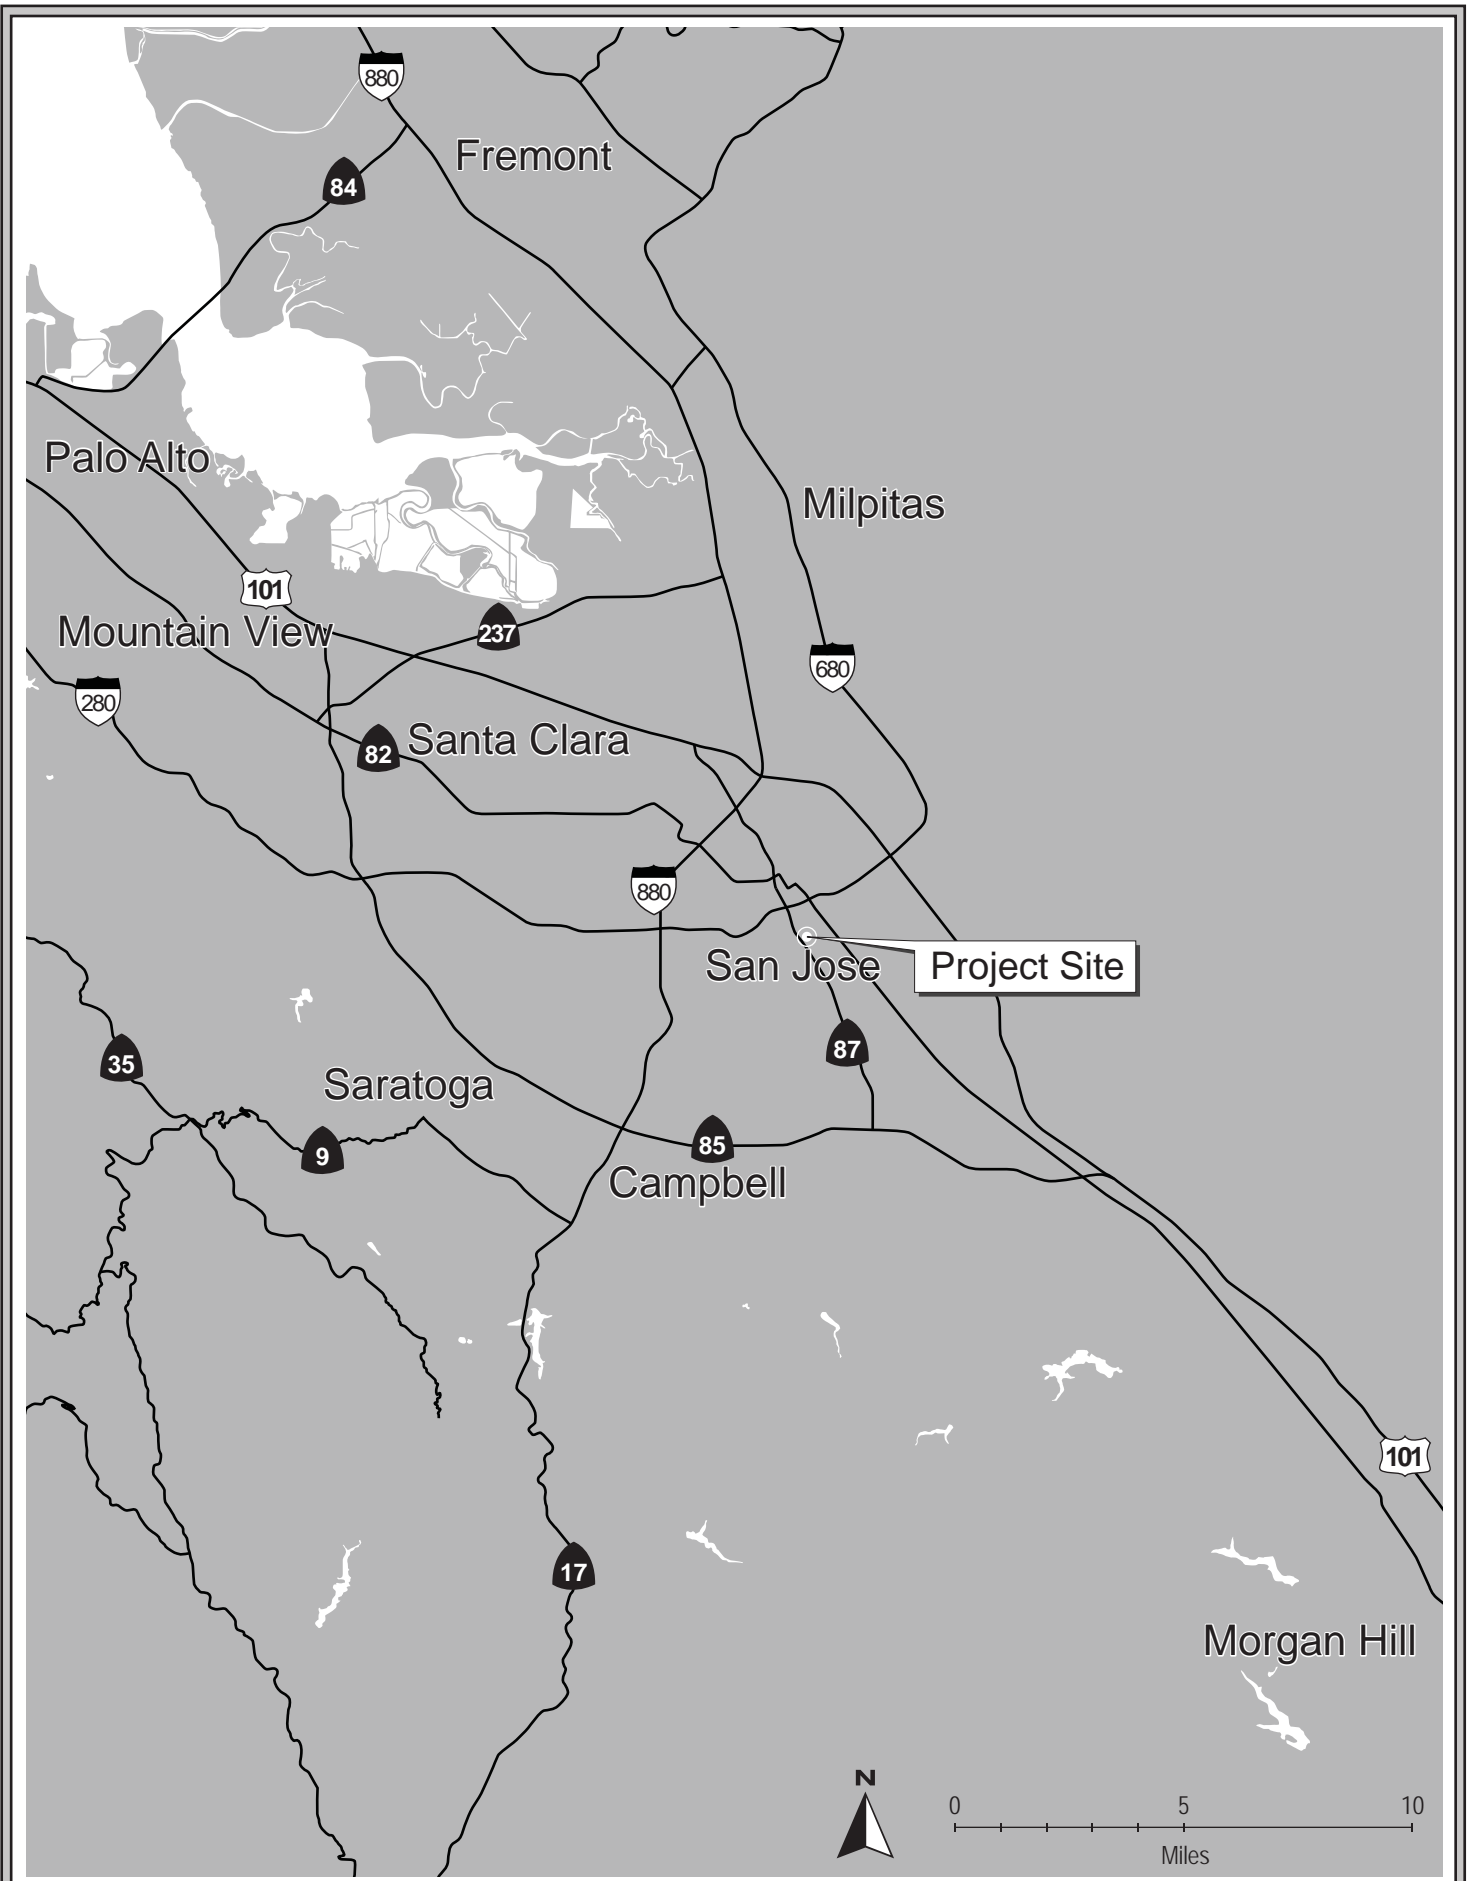 880
Fremont
84
Palo Alto
Milpitas
101
Mountain View
237
680
280
82
Santa Clara
880
San Jose
Project Site
35
87
Saratoga
9
85
Campbell
101
17
Morgan Hill
N
0 5 10
Miles